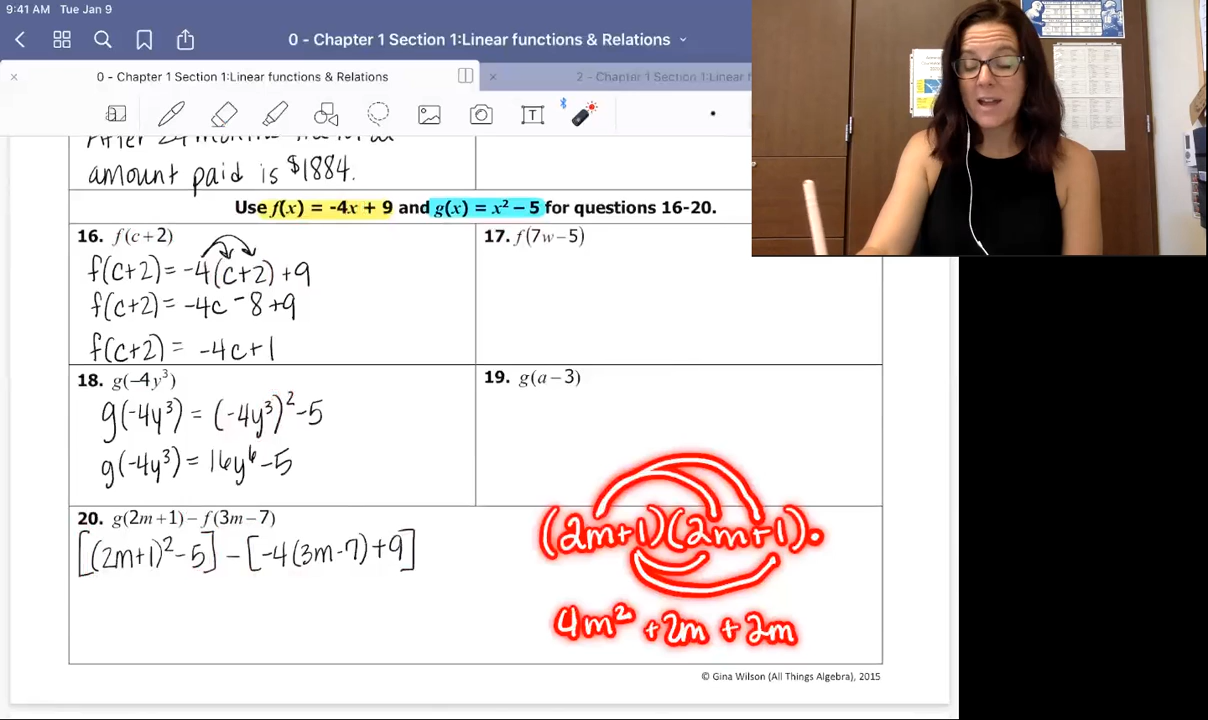 9:41 AM Tue Jan 9
0 - Chapter 1 Section 1:Linear functions & Relations
0 - Chapter 1 Section 1:Linear functions & Relations
2 - Chapter 1 Section 1:Linear functions & R
T
amount paid is $1884.
Use f(x) = -4x + 9 and g(x) = x² – 5 for questions 16-20.
16. f(c+2)
f(c+2) = -4(c+2) +9
f(c+2) = -4c -8 +9
f(c+2) = -4c +1
17. f(7w−5)
18. g(–4y³)
g(-4y³) = (-4y³)² -5
g(-4y³) = 16y⁶ -5
19. g(a−3)
20. g(2m+1) − f(3m−7)
[(2m+1)² -5] - [-4(3m-7) +9]
(2m+1)(2m+1).
4m² +2m +2m
© Gina Wilson (All Things Algebra), 2015